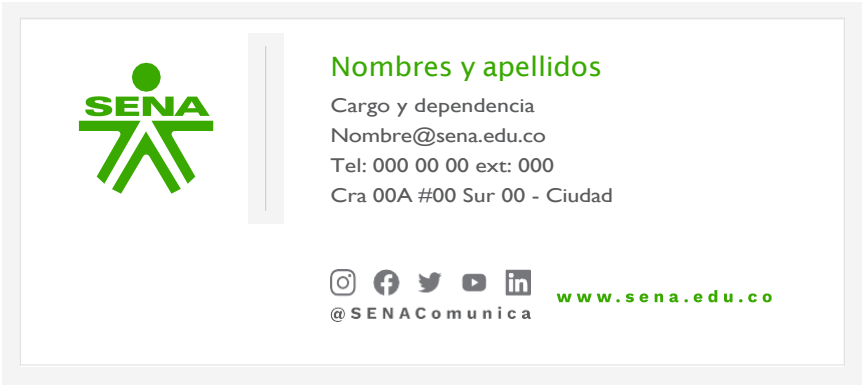 SENA
Nombres y apellidos
Cargo y dependencia
Nombre@sena.edu.co
Tel: 000 00 00 ext: 000
Cra 00A #00 Sur 00 - Ciudad
@SENAComunica
www.sena.edu.co